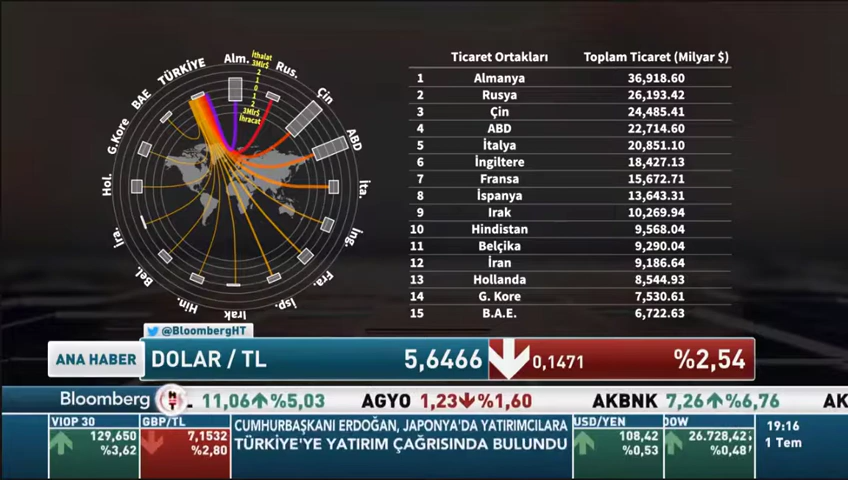 TÜRKİYE
Alm.
Rus.
Çin
ABD
İta.
İng.
Fra.
İsp.
Irak
Hin.
Bel.
İra.
Hol.
G.Kore
BAE
İthalat
3Mlr$
2
1
0
1
2
3Mlr$
İhracat
Ticaret Ortakları Toplam Ticaret (Milyar $)
1 Almanya 36,918.60
2 Rusya 26,193.42
3 Çin 24,485.41
4 ABD 22,714.60
5 İtalya 20,851.10
6 İngiltere 18,427.13
7 Fransa 15,672.71
8 İspanya 13,643.31
9 Irak 10,269.94
10 Hindistan 9,568.04
11 Belçika 9,290.04
12 İran 9,186.64
13 Hollanda 8,544.93
14 G. Kore 7,530.61
15 B.A.E. 6,722.63
@BloombergHT
ANA HABER DOLAR / TL 5,6466 0,1471 %2,54
Bloomberg HT L 11,06 %5,03 AGYO 1,23 %1,60 AKBNK 7,26 %6,76 AK
VIOP 30
129,650
%3,62
GBP/TL
7,1532
%2,80
CUMHURBAŞKANI ERDOĞAN, JAPONYA'DA YATIRIMCILARA
TÜRKİYE'YE YATIRIM ÇAĞRISINDA BULUNDU
USD/YEN
108,42
%0,53
DOW
26.728,42
%0,48
19:16
1 Tem